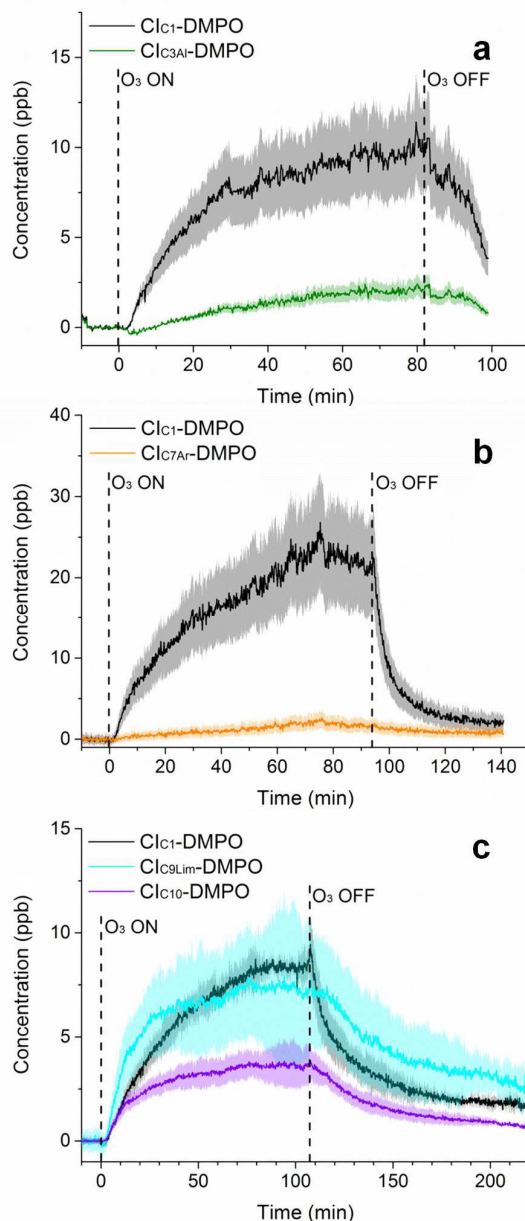 CIC1-DMPO
CIC3Al-DMPO
a
O3 ON
O3 OFF
Concentration (ppb)
15
10
5
0
0 20 40 60 80 100
Time (min)
CIC1-DMPO
CIC7Ar-DMPO
b
O3 ON
O3 OFF
Concentration (ppb)
40
30
20
10
0
0 20 40 60 80 100 120 140
Time (min)
CIC1-DMPO
CIC9Lim-DMPO
CIC10-DMPO
c
O3 ON
O3 OFF
Concentration (ppb)
15
10
5
0
0 50 100 150 200
Time (min)